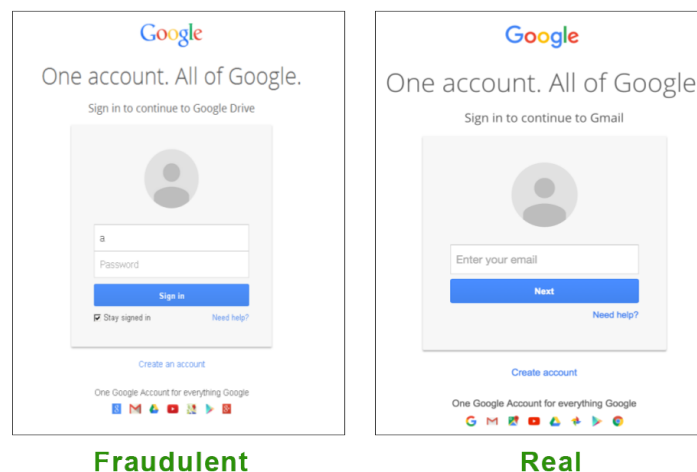 Google
One account. All of Google.
Sign in to continue to Google Drive
a
Password
Sign in
Stay signed in
Need help?
Create an account
One Google Account for everything Google
Fraudulent
Google
One account. All of Google
Sign in to continue to Gmail
Enter your email
Next
Need help?
Create account
One Google Account for everything Google
Real